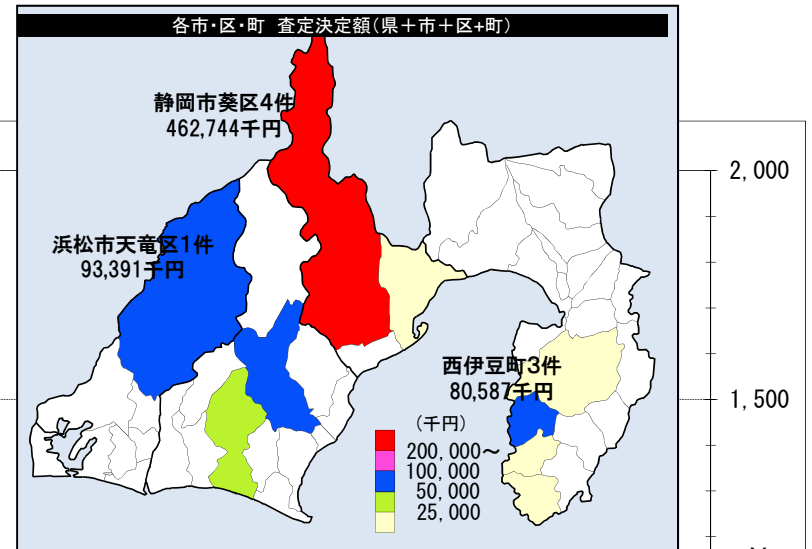 各市・区・町 査定決定額(県＋市＋区+町)
静岡市葵区4件
462,744千円
2,000
浜松市天竜区1件
93,391千円
西伊豆町3件
80,587千円
1,500
(千円)
200,000～
100,000
50,000
25,000